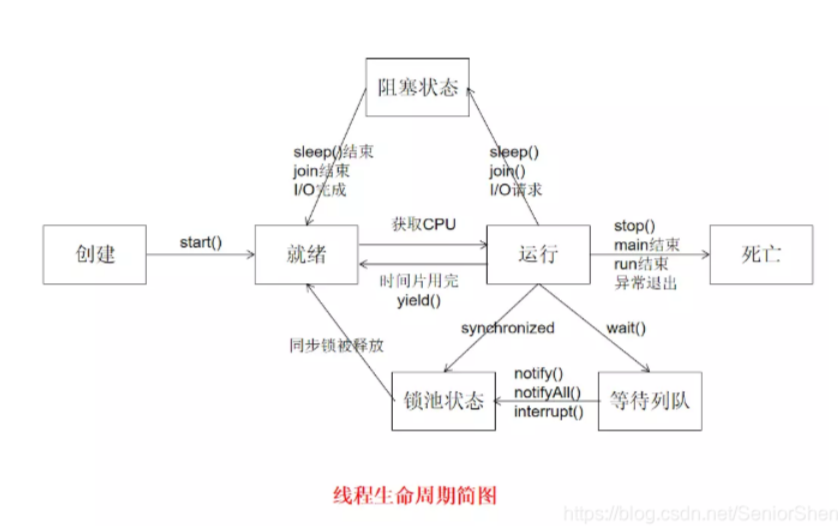 阻塞状态
sleep()结束
join结束
I/O完成
sleep()
join()
I/O请求
创建
start()
就绪
获取CPU
时间片用完
yield()
运行
stop()
main结束
run结束
异常退出
死亡
同步锁被释放
synchronized
wait()
锁池状态
notify()
notifyAll()
interrupt()
等待列队
线程生命周期简图
https://blog.csdn.net/SeniorShen